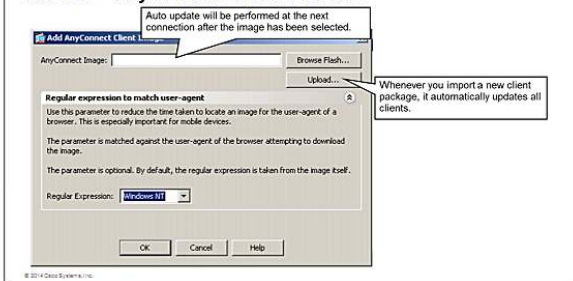 Auto update will be performed at the next
connection after the image has been selected.
Add AnyConnect Client
AnyConnect Image:
Browse Flash...
Upload...
Whenever you import a new client
package, it automatically updates all
clients.
Regular expression to match user-agent
Use this parameter to reduce the time taken to locate an image for the user-agent of a
browser. This is especially important for mobile devices.
The parameter is matched against the user-agent of the browser attempting to download
the image.
The parameter is optional. By default, the regular expression is taken from the image itself.
Regular Expression: Windows NT
OK Cancel Help
© 2014 Cisco Systems, Inc.